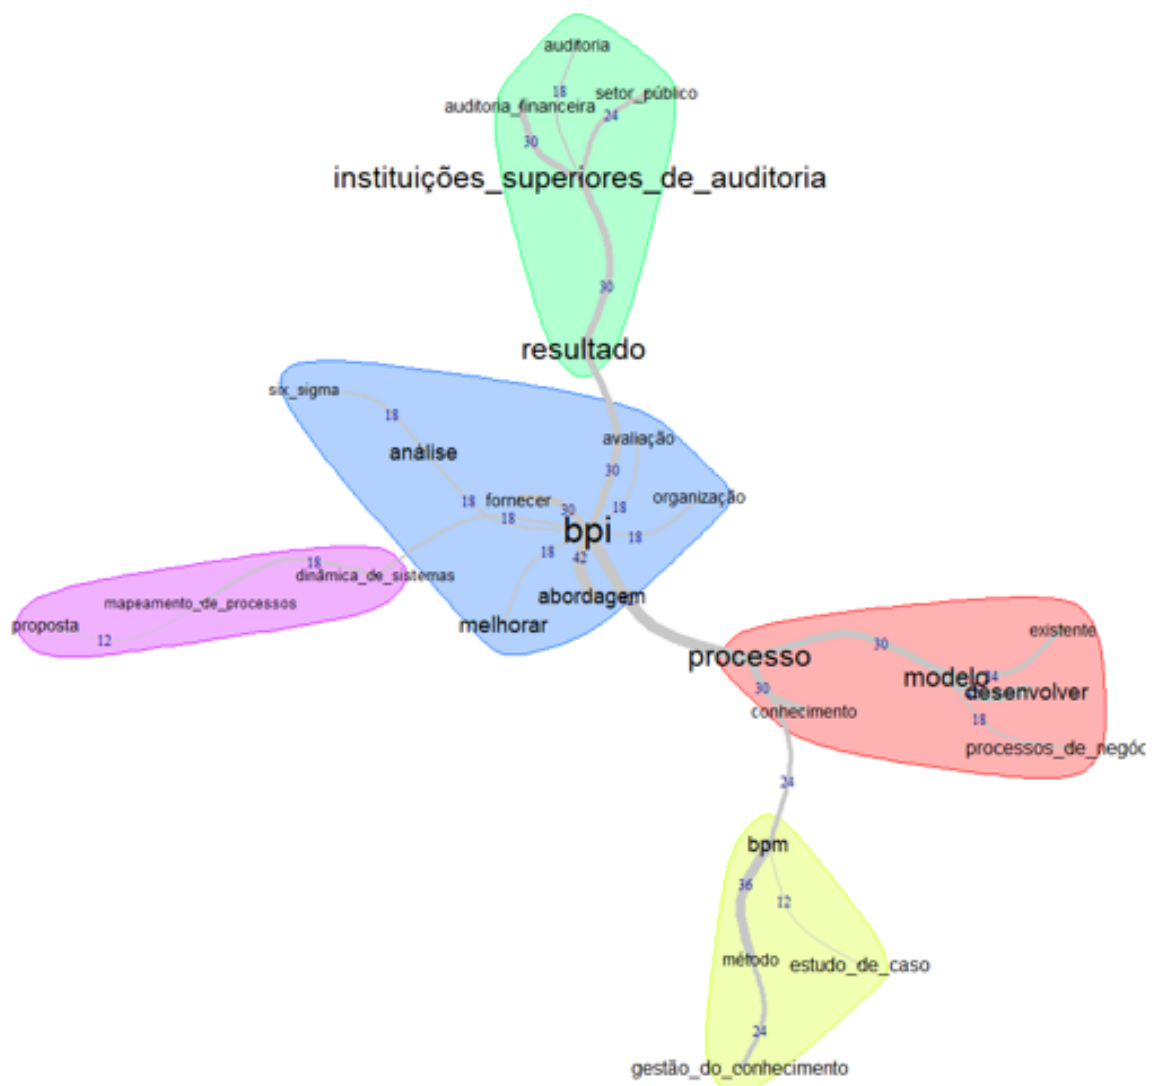 auditoria
18
setor_público
auditoria_financeira
24
30
instituições_superiores_de_auditoria
30
resultado
six_sigma
18
avaliação
análise
30
organização
fornecer
18
18
30
18
18
bpi
18
42
18
dinâmica_de_sistemas
abordagem
mapeamento_de_processos
proposta
12
melhorar
existente
30
processo
modelo
30
desenvolver
conhecimento
18
processos_de_negóc
24
bpm
36
12
método
estudo_de_caso
24
gestão_do_conhecimento